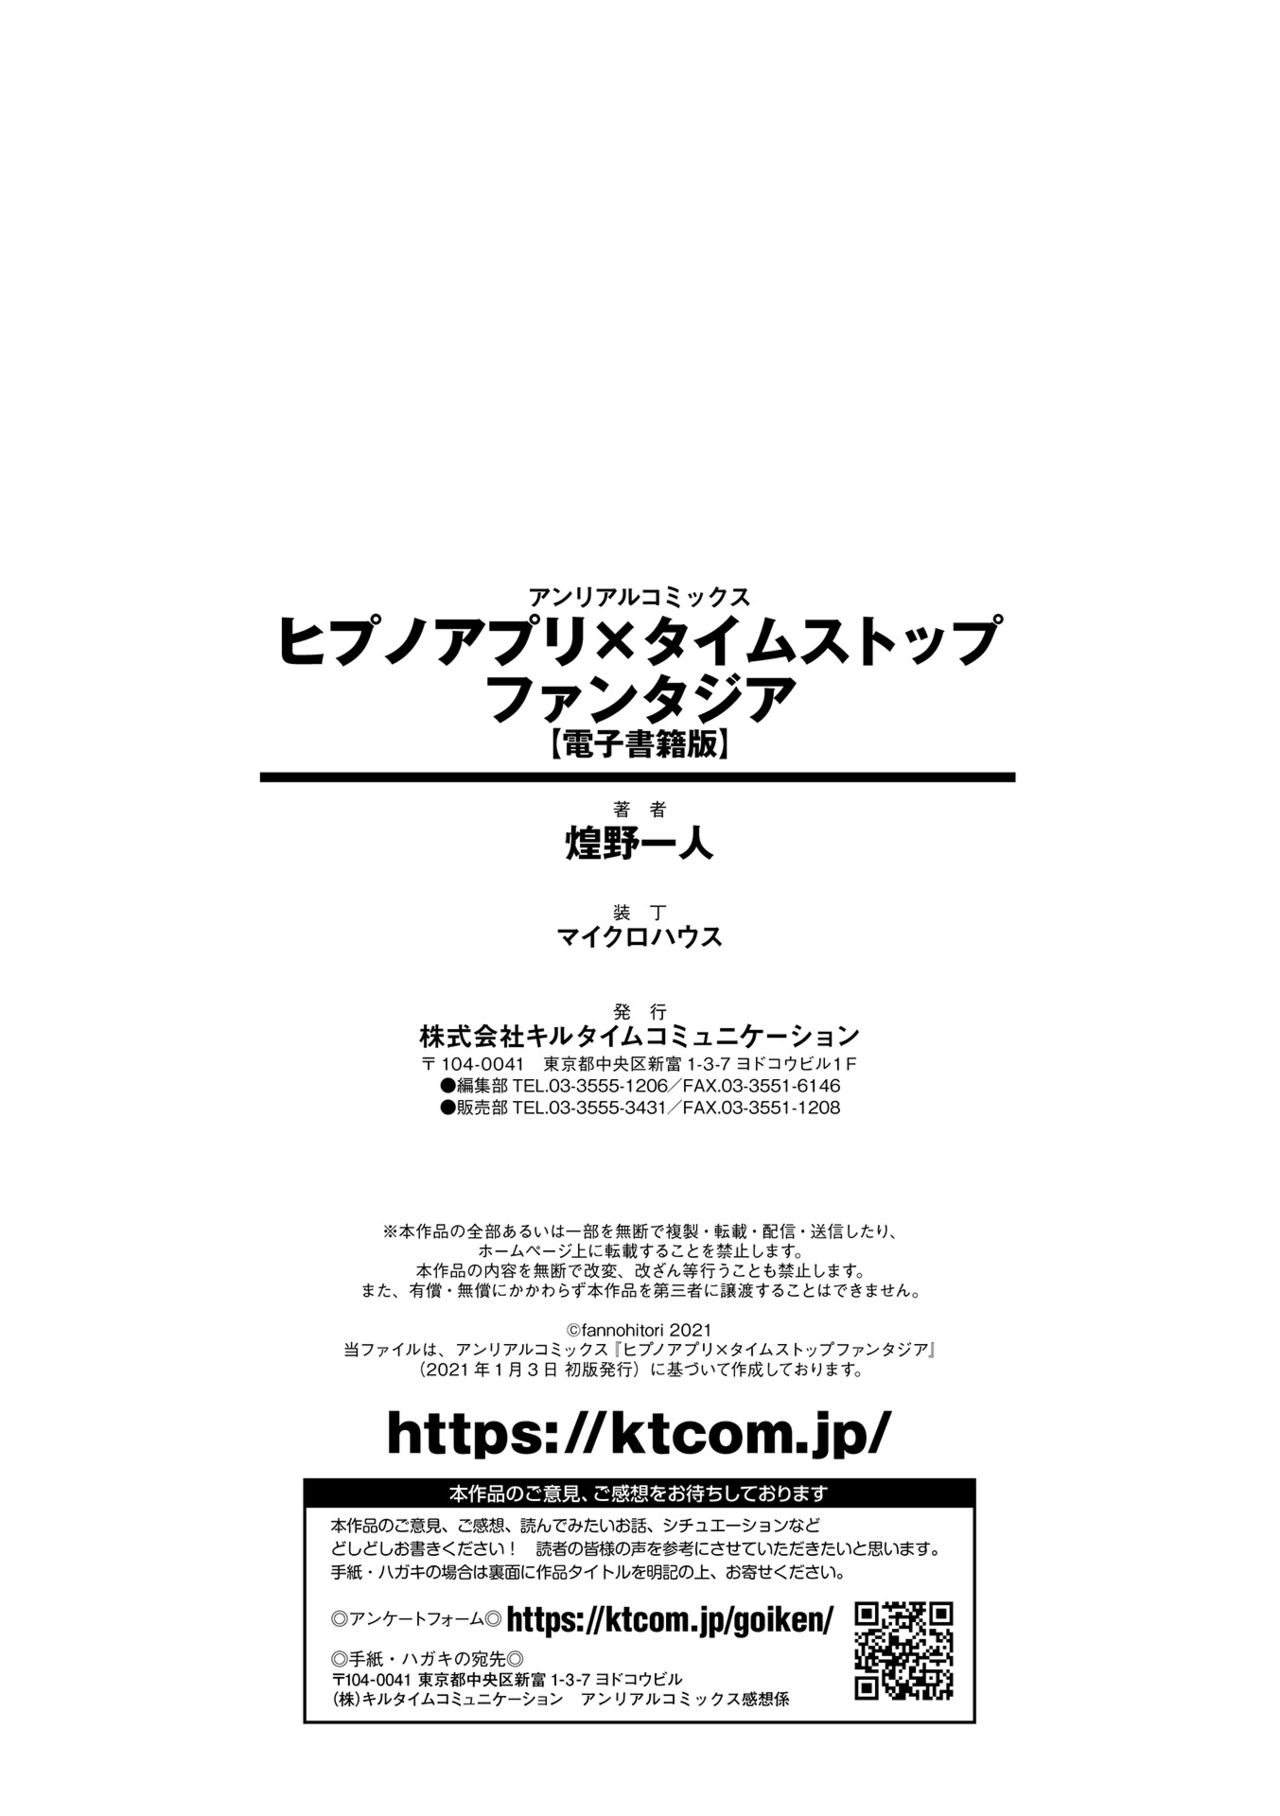 アンリアルコミックス
ヒプノアプリ×タイムストップ
ファンタジア
【電子書籍版】
著　者
煌野一人
装　丁
マイクロハウス
発　行
株式会社キルタイムコミュニケーション
〒104-0041　東京都中央区新富1-3-7ヨドコウビル1F
●編集部TEL.03-3555-1206／FAX.03-3551-6146
●販売部TEL.03-3555-3431／FAX.03-3551-1208
※本作品の全部あるいは一部を無断で複製・転載・配信・送信したり、
ホームページ上に転載することを禁止します。
本作品の内容を無断で改変、改ざん等行うことも禁止します。
また、有償・無償にかかわらず本作品を第三者に譲渡することはできません。
©fannohitori 2021
当ファイルは、アンリアルコミックス『ヒプノアプリ×タイムストップファンタジア』
（2021年1月3日 初版発行）に基づいて作成しております。
https://ktcom.jp/
本作品のご意見、ご感想をお待ちしております
本作品のご意見、ご感想、読んでみたいお話、シチュエーションなど
どしどしお書きください！　読者の皆様の声を参考にさせていただきたいと思います。
手紙・ハガキの場合は裏面に作品タイトルを明記の上、お寄せください。
◎アンケートフォーム◎ https://ktcom.jp/goiken/
◎手紙・ハガキの宛先◎
〒104-0041 東京都中央区新富1-3-7ヨドコウビル
(株)キルタイムコミュニケーション　アンリアルコミックス感想係